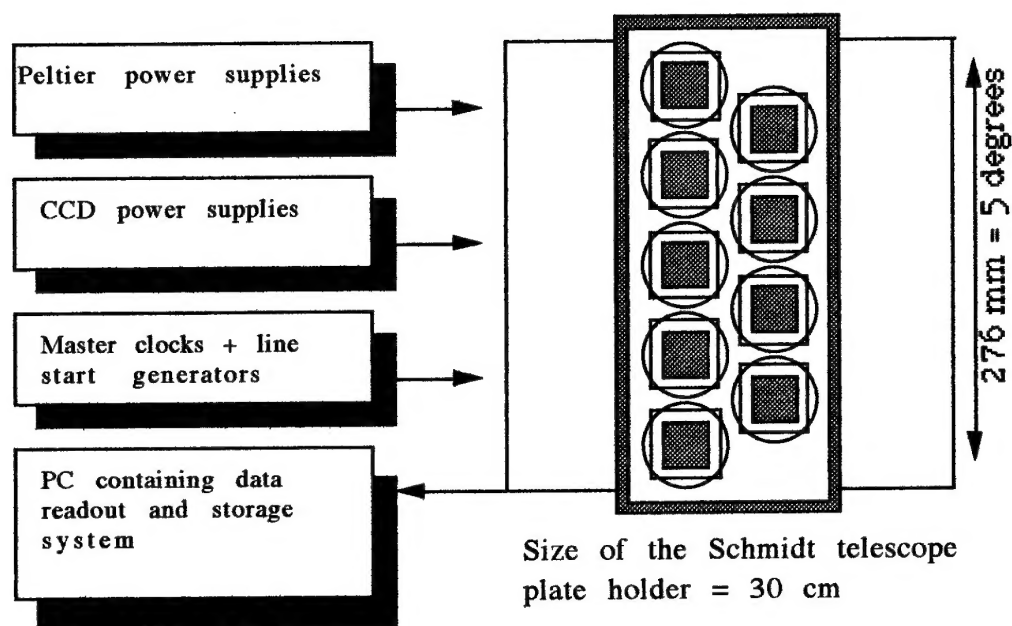 Peltier power supplies
CCD power supplies
Master clocks + line
start generators
PC containing data
readout and storage
system
276 mm = 5 degrees
Size of the Schmidt telescope
plate holder = 30 cm